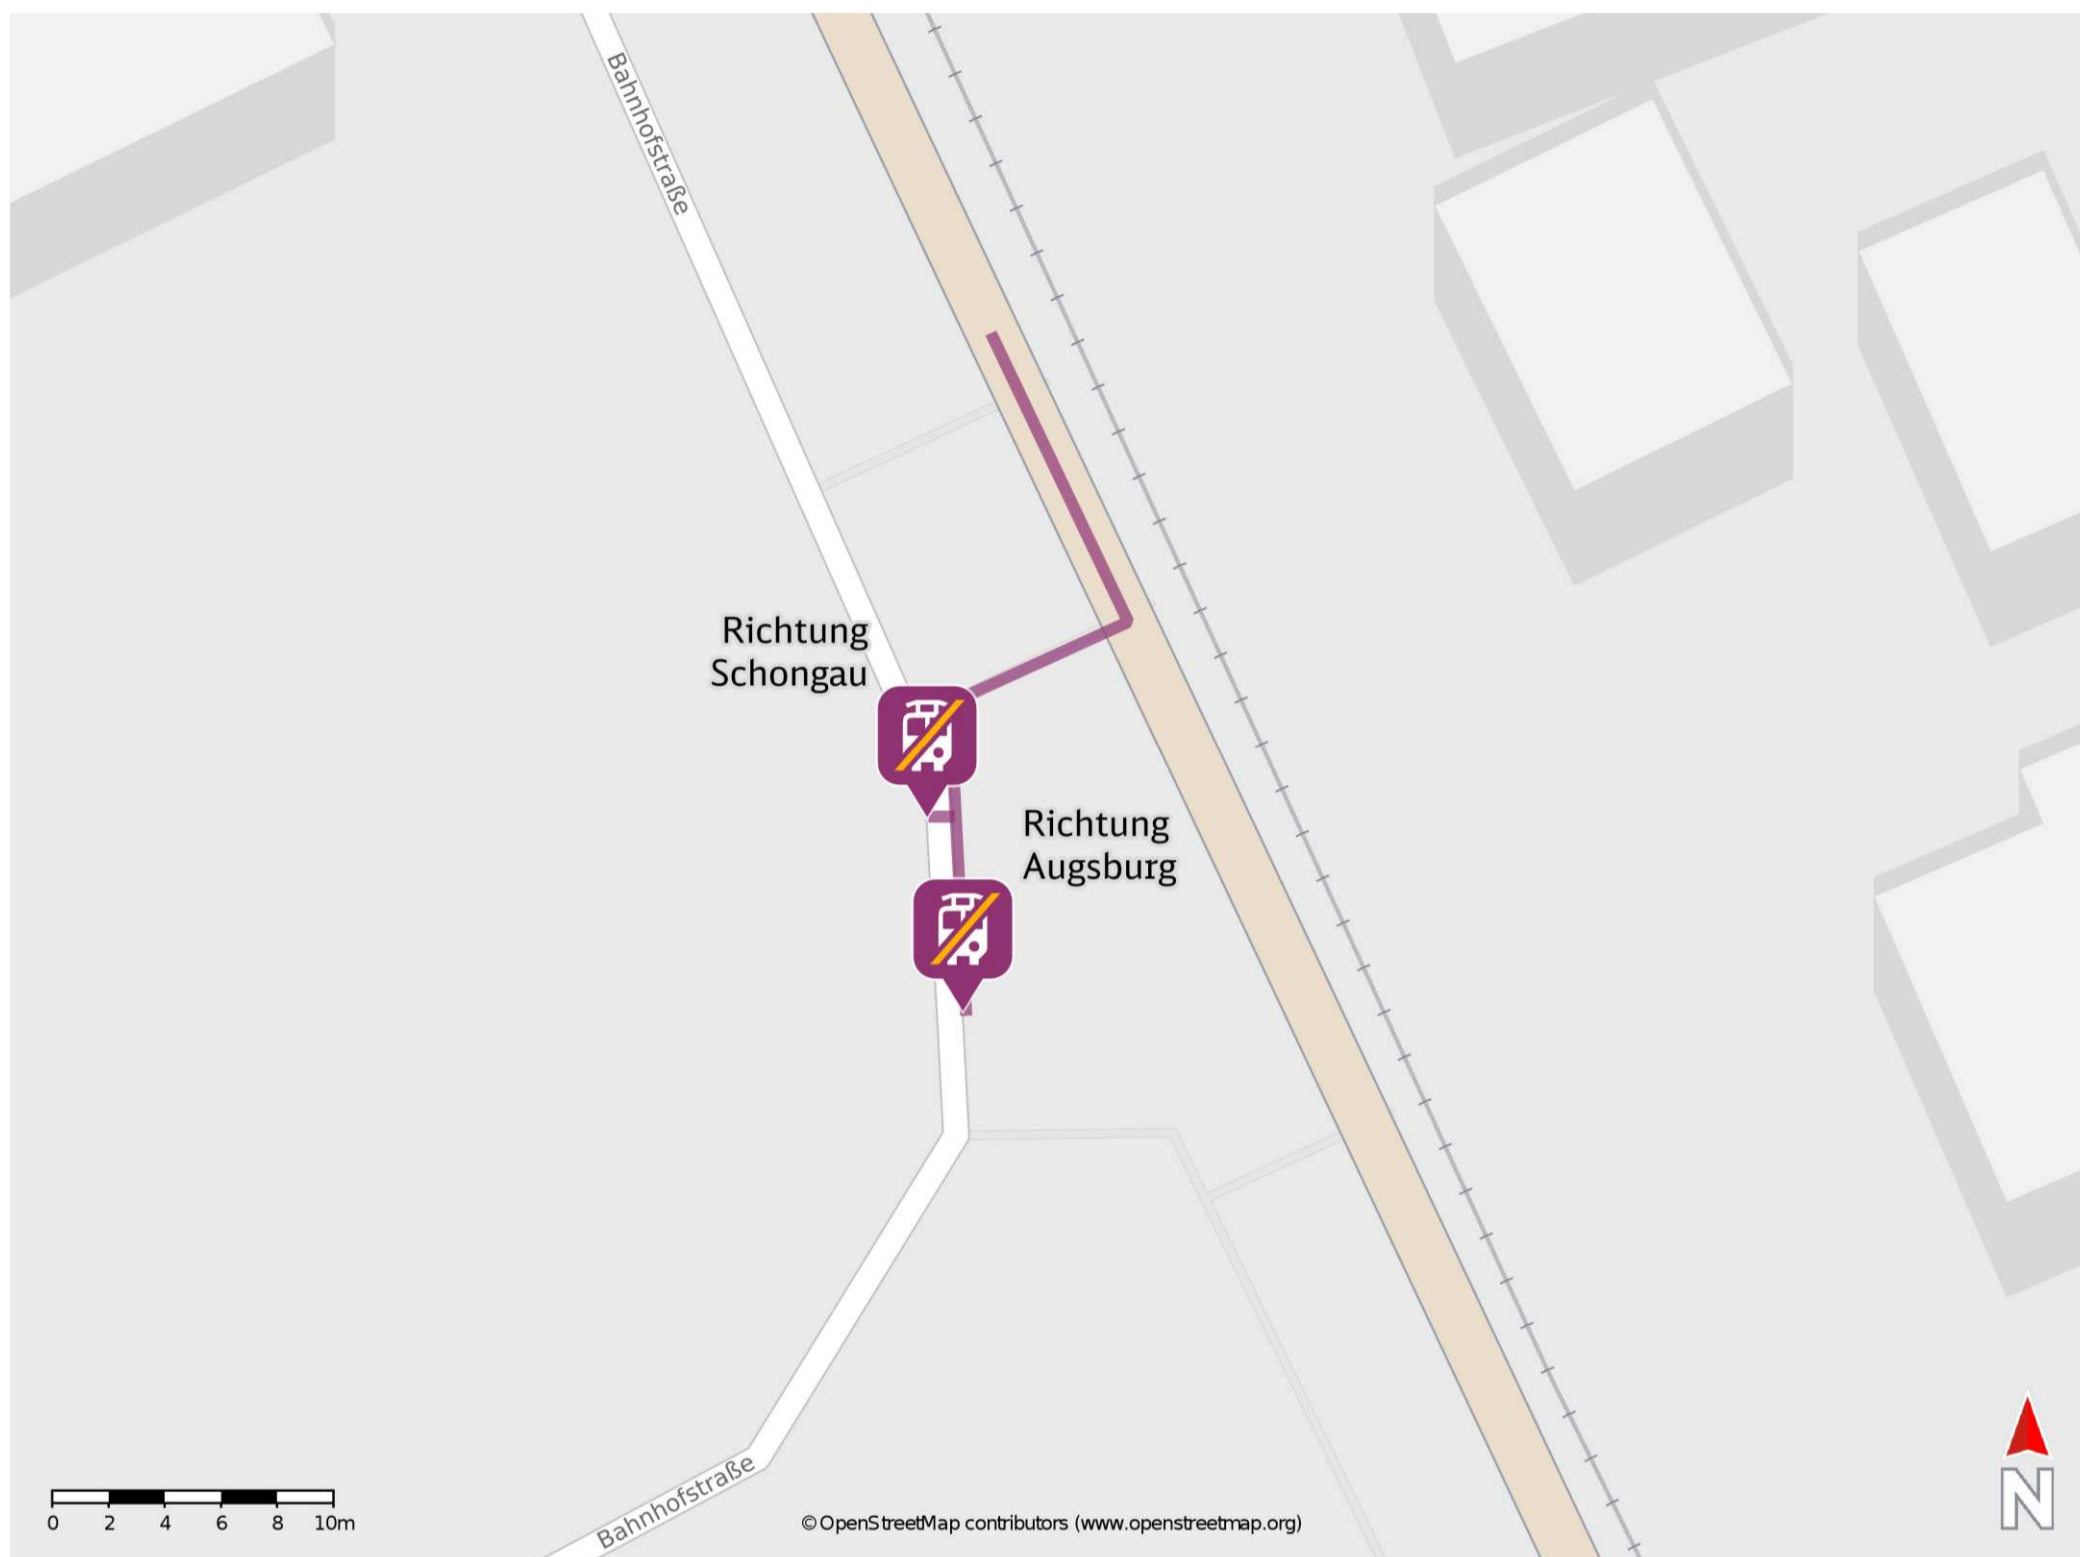 Bahnhofstraße
Richtung
Schongau
Richtung
Augsburg
Bahnhofstraße
0 2 4 6 8 10m
© OpenStreetMap contributors (www.openstreetmap.org)
N